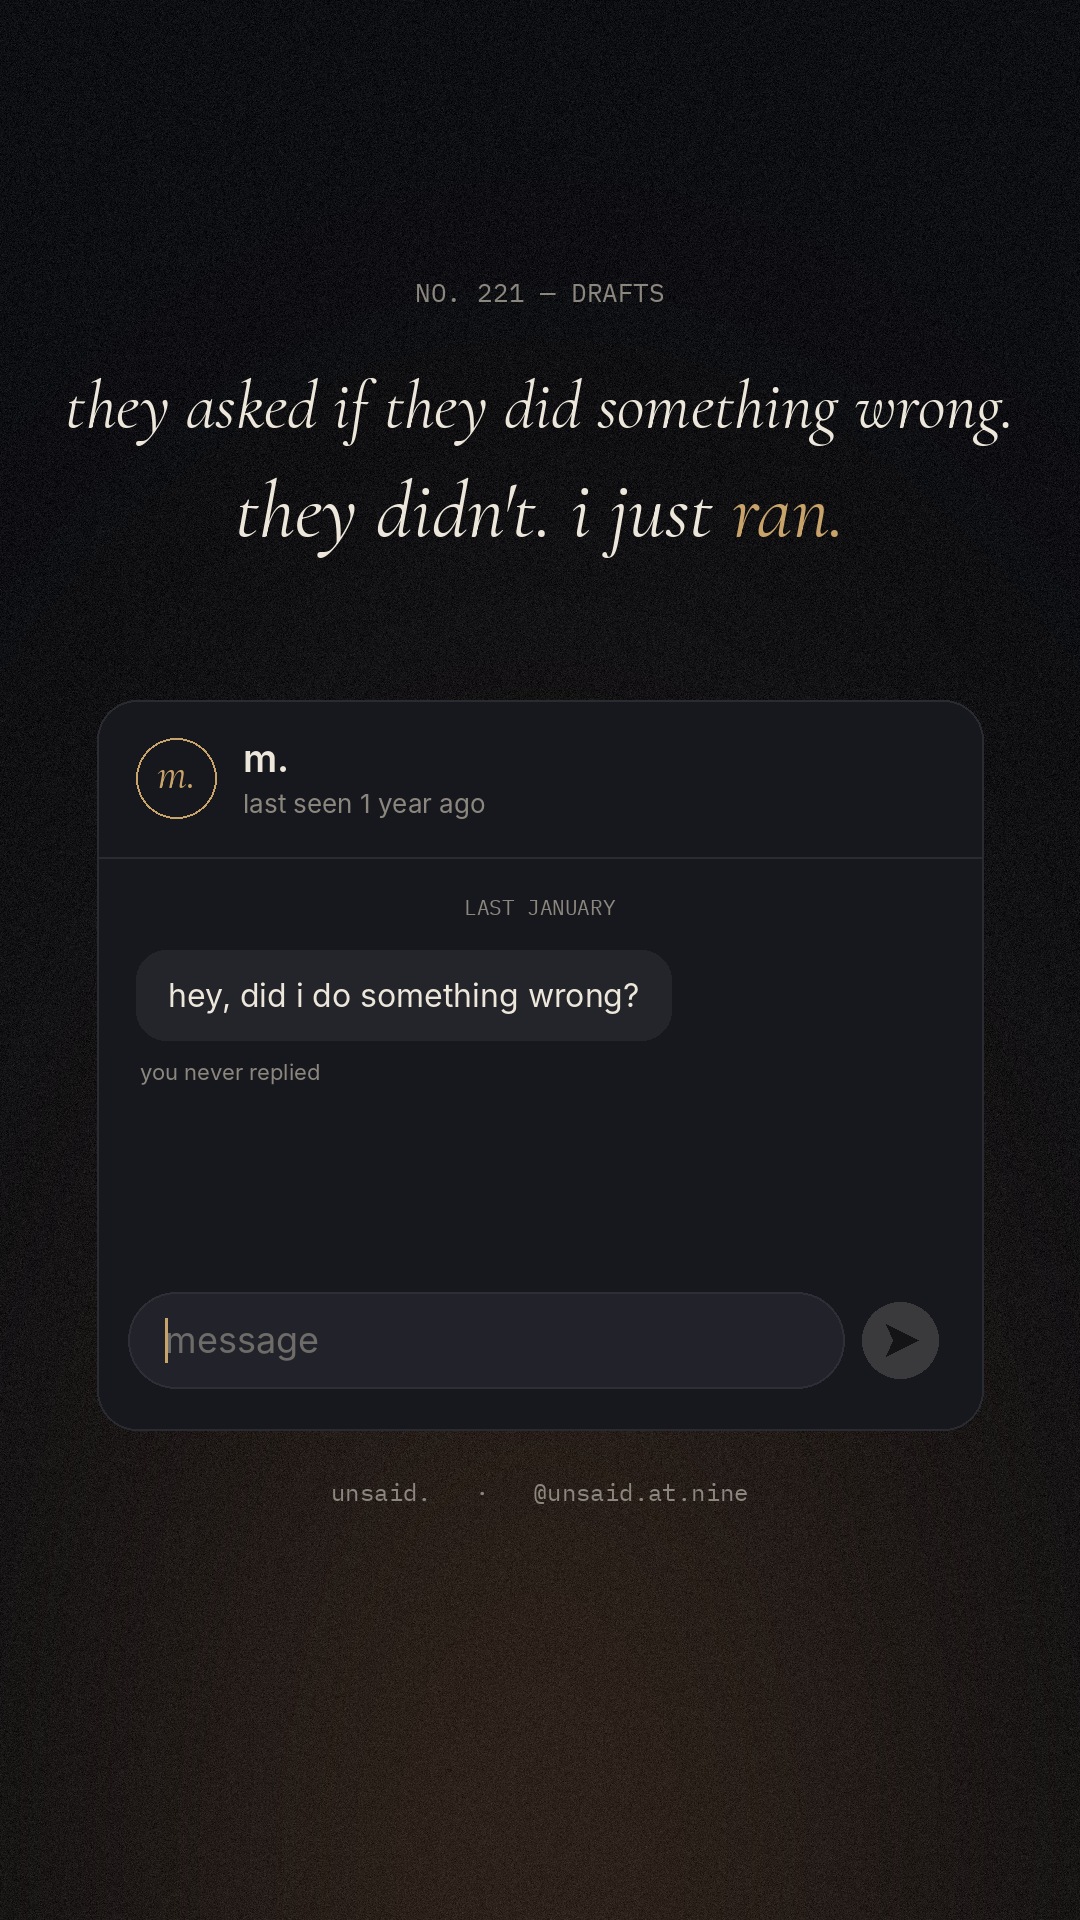 NO. 221 — DRAFTS
they asked if they did something wrong.
they didn't. i just ran.
m.
m.
last seen 1 year ago
LAST JANUARY
hey, did i do something wrong?
you never replied
message
unsaid. · @unsaid.at.nine